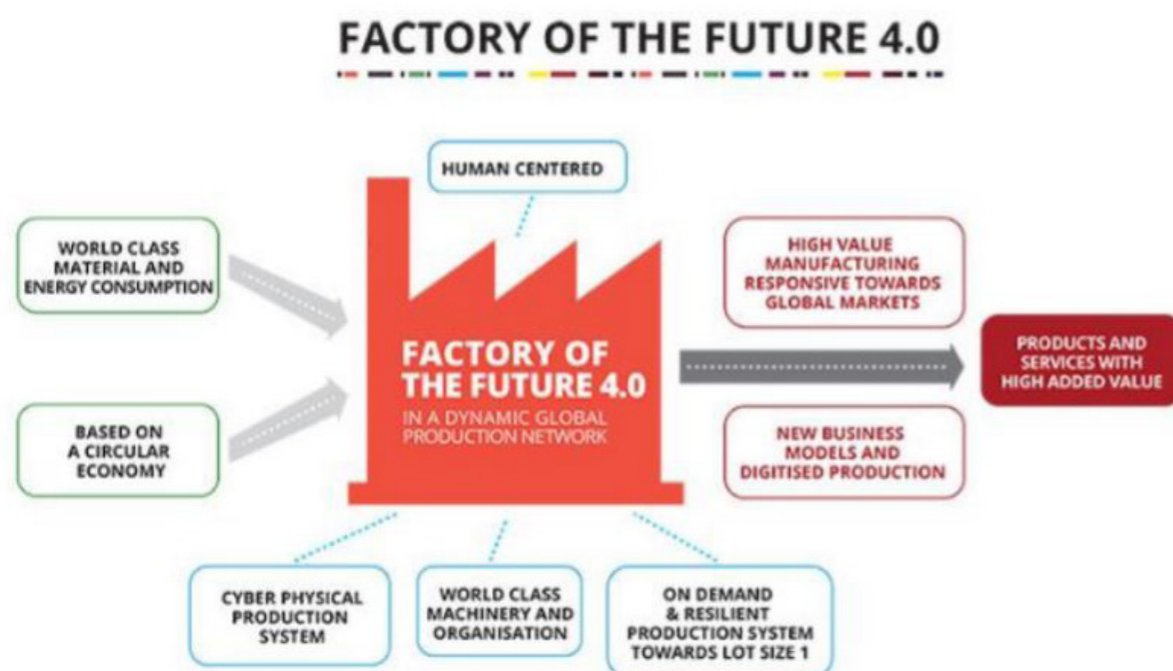 FACTORY OF THE FUTURE 4.0
HUMAN CENTERED
WORLD CLASS
MATERIAL AND
ENERGY CONSUMPTION
BASED ON
A CIRCULAR
ECONOMY
FACTORY OF
THE FUTURE 4.0
IN A DYNAMIC GLOBAL
PRODUCTION NETWORK
HIGH VALUE
MANUFACTURING
RESPONSIVE TOWARDS
GLOBAL MARKETS
NEW BUSINESS
MODELS AND
DIGITISED PRODUCTION
PRODUCTS AND
SERVICES WITH
HIGH ADDED VALUE
CYBER PHYSICAL
PRODUCTION
SYSTEM
WORLD CLASS
MACHINERY AND
ORGANISATION
ON DEMAND
& RESILIENT
PRODUCTION SYSTEM
TOWARDS LOT SIZE 1